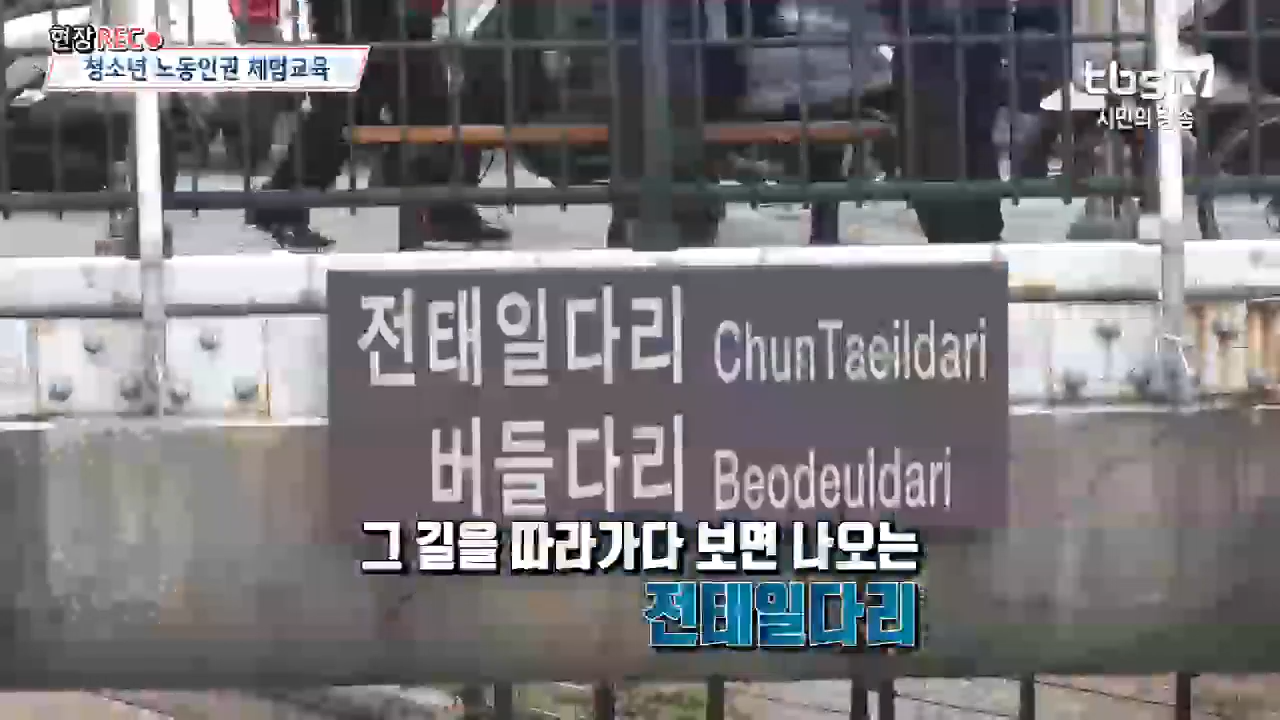 현장REC
청소년 노동인권 체험교육
tbs TV
시민의 방송
전태일다리 ChunTaeildari
버들다리 Beodeuldari
그 길을 따라가다 보면 나오는
전태일다리